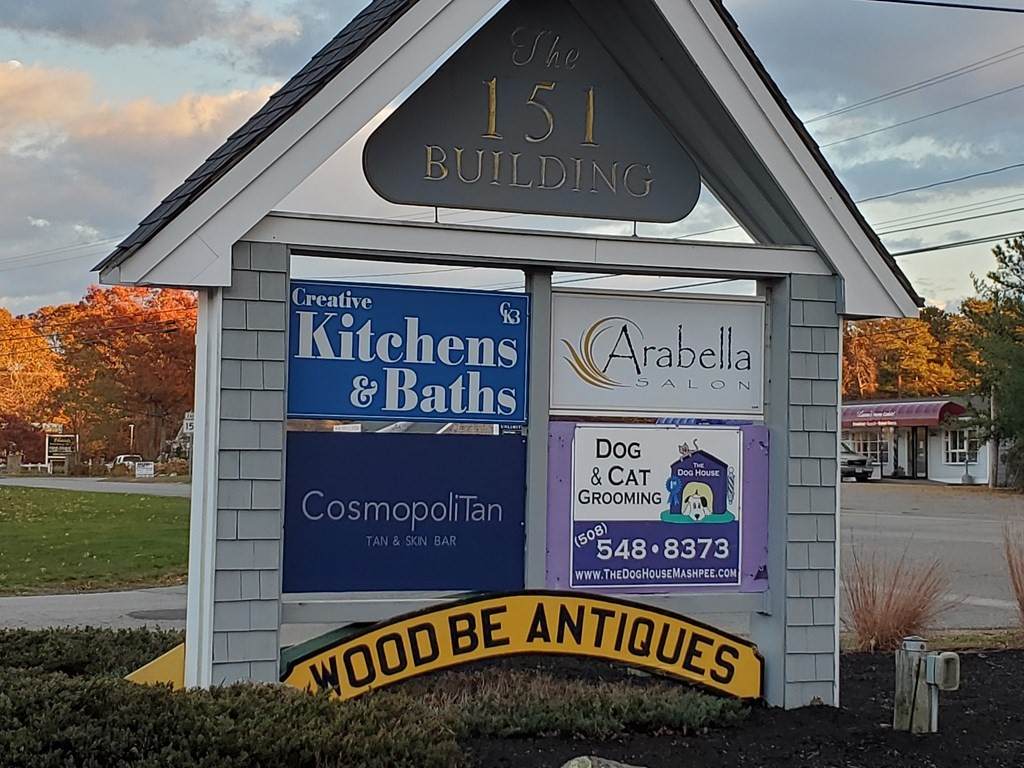 The
151
BUILDING
Creative
CK3
Kitchens
& Baths
Arabella
SALON
CosmopoliTan
TAN & SKIN BAR
DOG
& CAT
GROOMING
THE
DOG HOUSE
(508)
548•8373
WWW.THEDOGHOUSEMASHPEE.COM
WOOD BE ANTIQUES